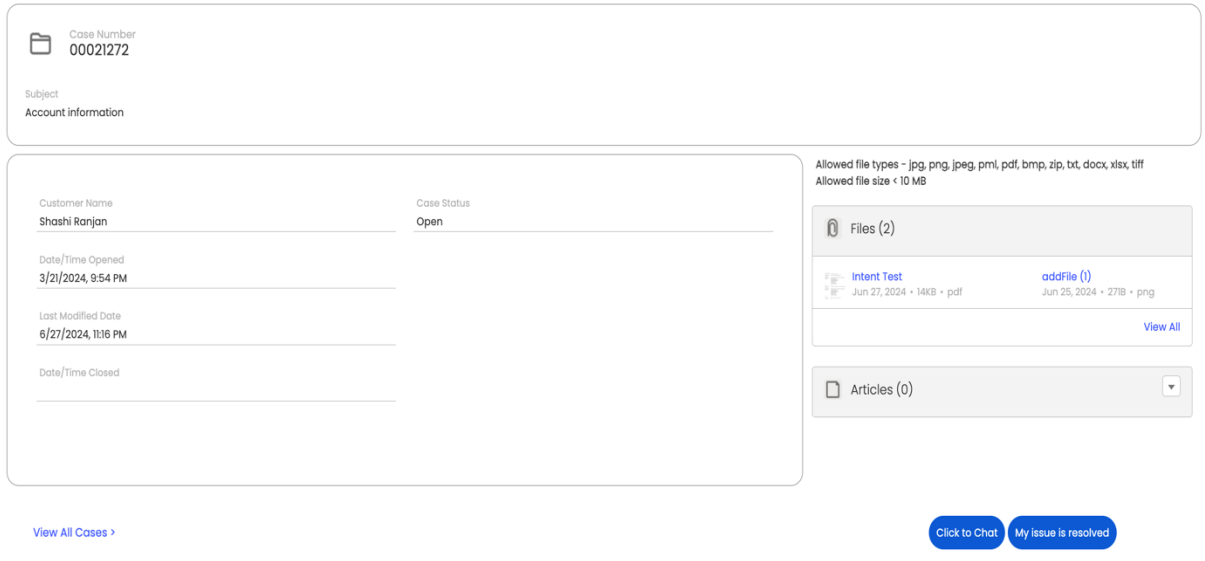 Case Number
00021272
Subject
Account information
Allowed file types - jpg, png, jpeg, pml, pdf, bmp, zip, txt, docx, xlsx, tiff
Allowed file size < 10 MB
Customer Name
Shashi Ranjan
Case Status
Open
Date/Time Opened
3/21/2024, 9:54 PM
Last Modified Date
6/27/2024, 11:16 PM
Date/Time Closed
Files (2)
Intent Test
Jun 27, 2024 • 14KB • pdf
addFile (1)
Jun 25, 2024 • 271B • png
View All
Articles (0)
View All Cases >
Click to Chat
My issue is resolved